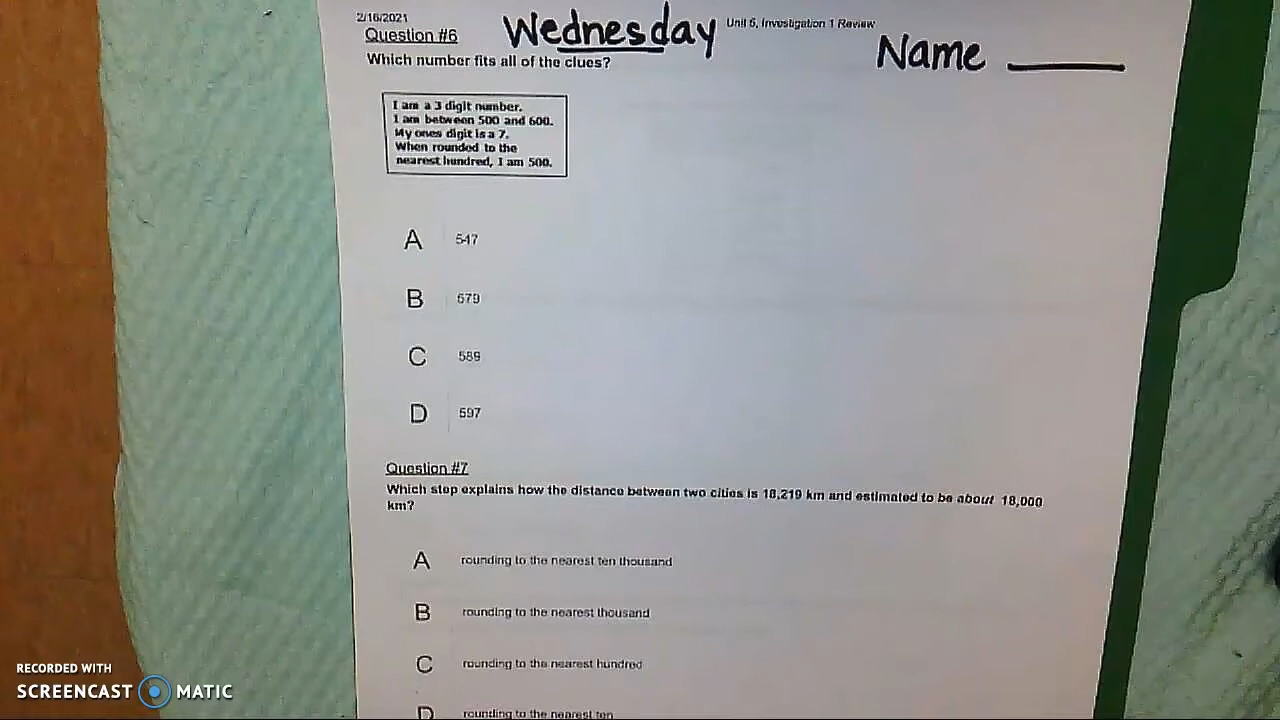 2/16/2021
Wednesday
Unit 5, Investigation 1 Review
Question #6
Name
Which number fits all of the clues?
I am a 3 digit number.
I am between 500 and 600.
My ones digit is a 7.
When rounded to the
nearest hundred, I am 500.
A 547
B 579
C 589
D 597
Question #7
Which step explains how the distance between two cities is 18,219 km and estimated to be about 18,000
km?
A rounding to the nearest ten thousand
B rounding to the nearest thousand
C rounding to the nearest hundred
D rounding to the nearest ten
RECORDED WITH
SCREENCAST MATIC